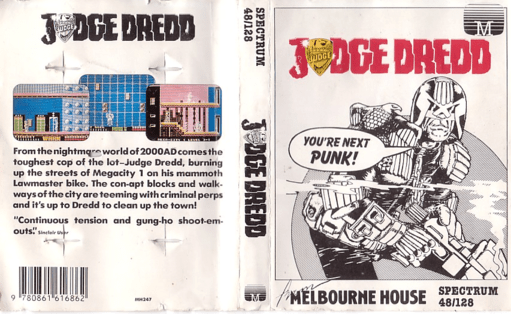 JUDGE DREDD
From the nightmare world of 2000AD comes the
toughest cop of the lot–Judge Dredd, burning
up the streets of Megacity 1 on his mammoth
Lawmaster bike. The con-apt blocks and walk-
ways of the city are teeming with criminal perps
and it's up to Dredd to clean up the town!
"Continuous tension and gung-ho shoot-em-
outs." Sinclair User
9 780861 616862
MH247
SPECTRUM
48/128
JUDGE DREDD
M
M
JUDGE DREDD
YOU'RE NEXT
PUNK!
MELBOURNE HOUSE
SPECTRUM
48/128